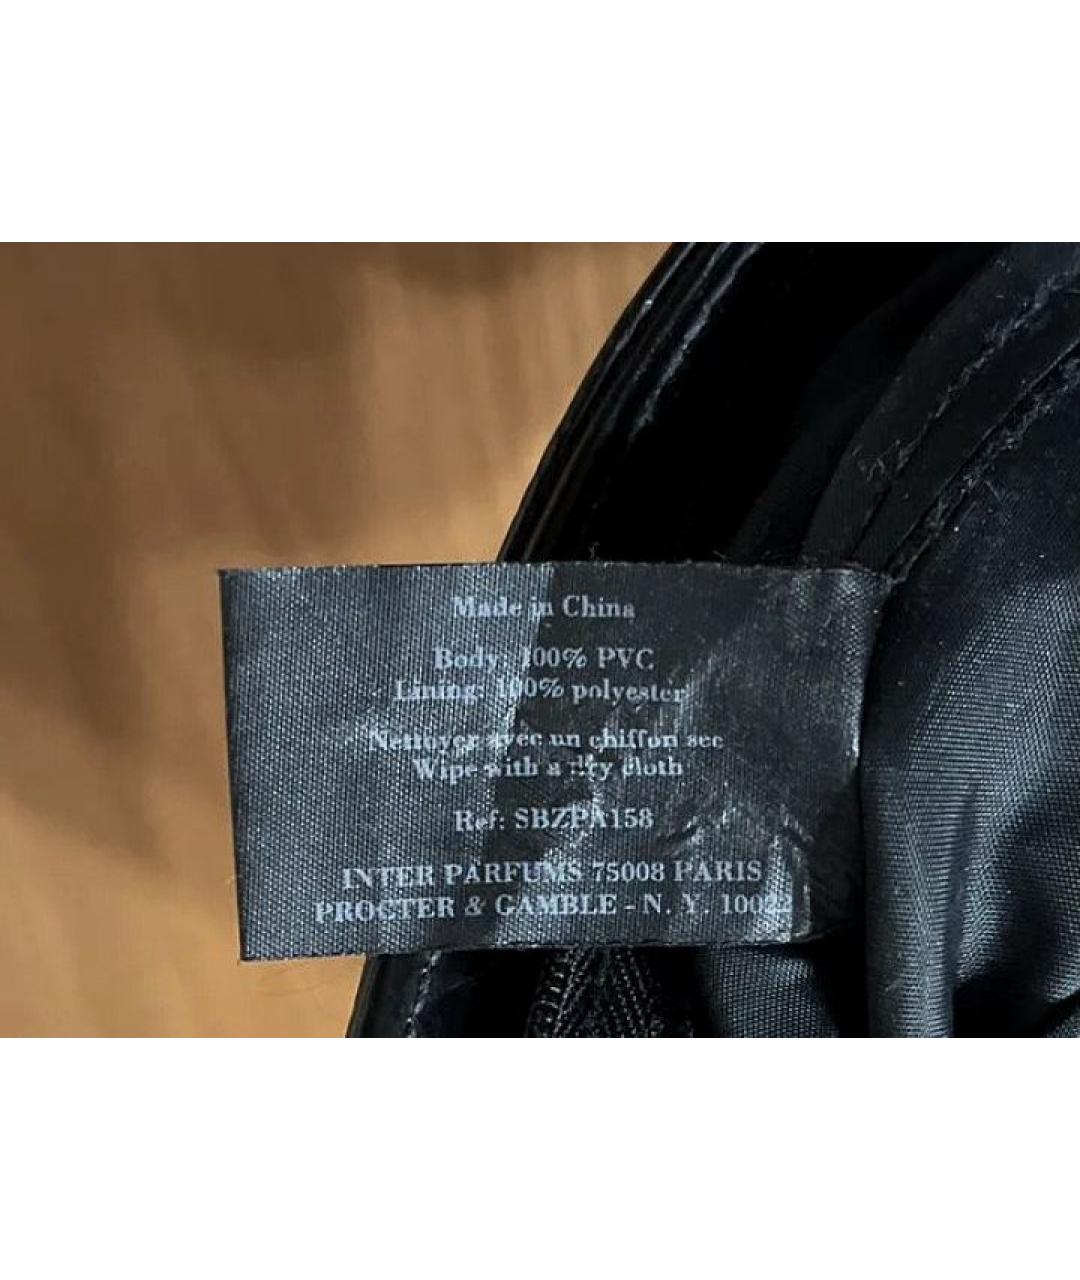 Made in China
Body: 100% PVC
Lining: 100% polyester
Nettoyer avec un chiffon sec
Wipe with a dry cloth
Ref: SBZPA158
INTER PARFUMS 75008 PARIS
PROCTER & GAMBLE - N. Y. 10022